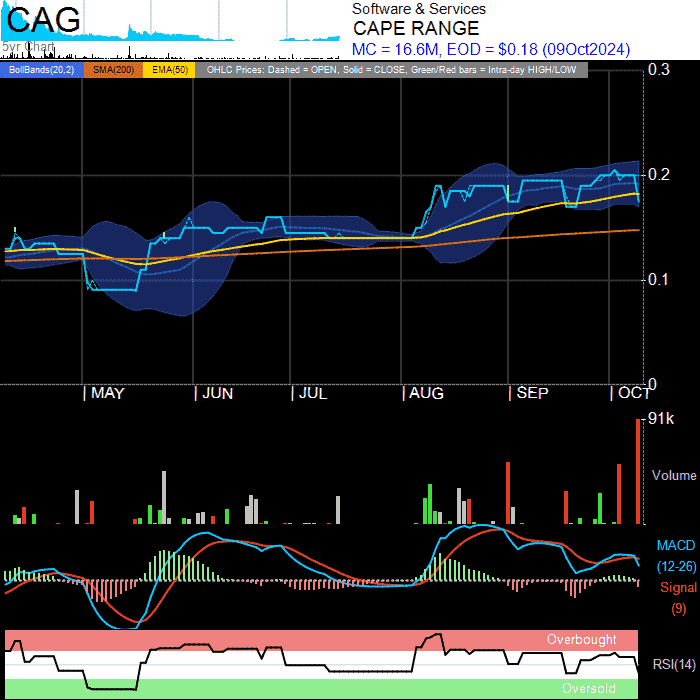 CAG
5yr Chart
Software & Services
CAPE RANGE
MC = 16.6M, EOD = $0.18 (09Oct2024)
BollBands(20,2) SMA(200) EMA(50) OHLC Prices: Dashed = OPEN, Solid = CLOSE, Green/Red bars = Intra-day HIGH/LOW
0.3
0.2
0.1
0
| MAY | JUN | JUL | AUG | SEP | OCT
91k
Volume
MACD
(12-26)
Signal
(9)
Overbought
RSI(14)
Oversold